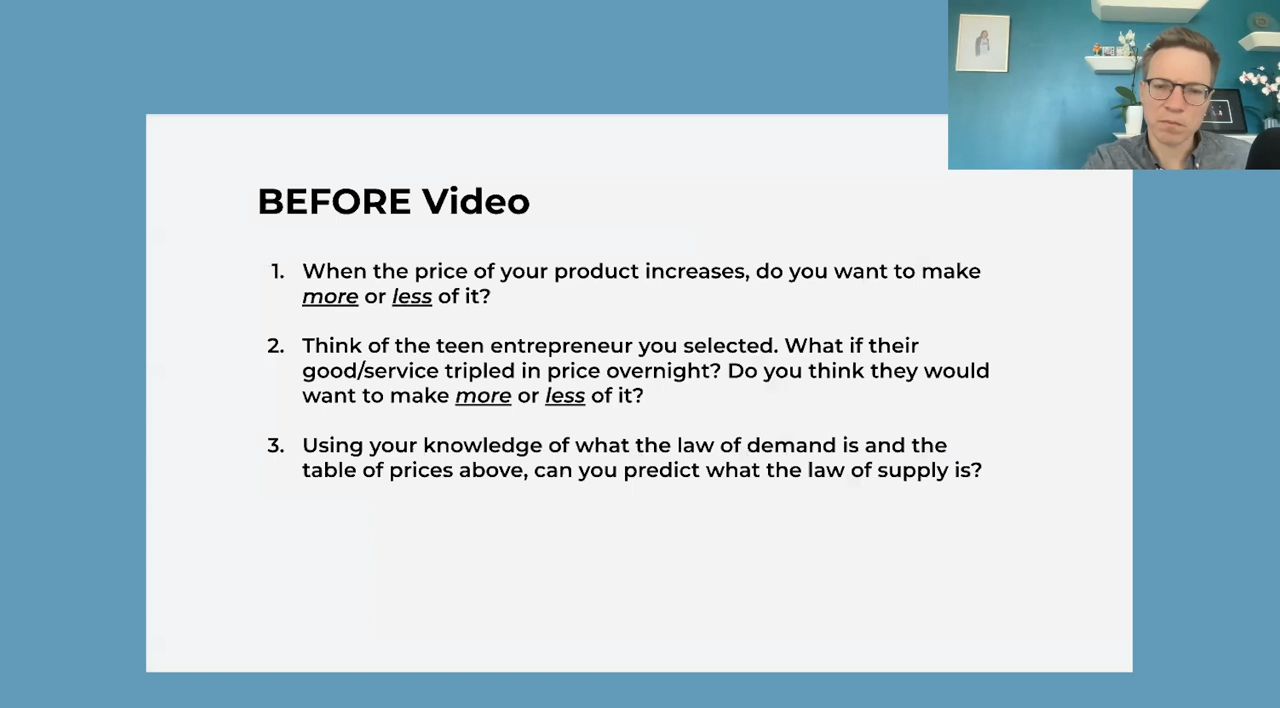 BEFORE Video
1. When the price of your product increases, do you want to make
more or less of it?
2. Think of the teen entrepreneur you selected. What if their
good/service tripled in price overnight? Do you think they would
want to make more or less of it?
3. Using your knowledge of what the law of demand is and the
table of prices above, can you predict what the law of supply is?